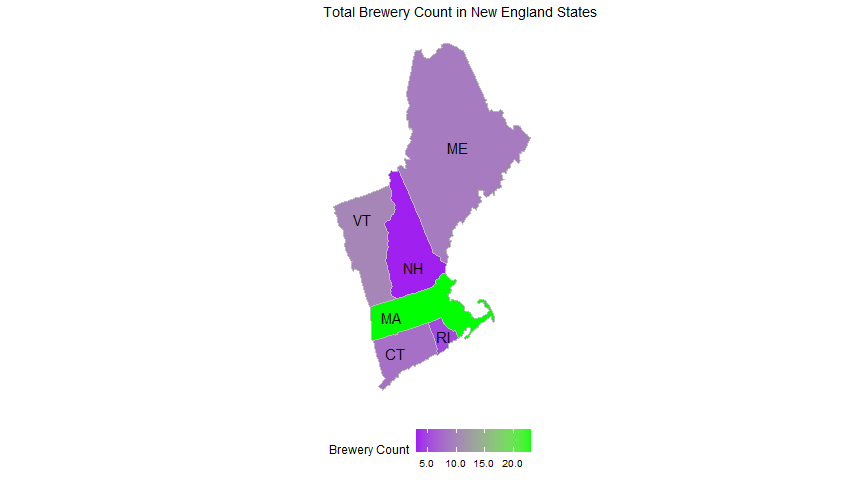 Total Brewery Count in New England States
ME
VT
NH
MA
RI
CT
Brewery Count
5.0 10.0 15.0 20.0